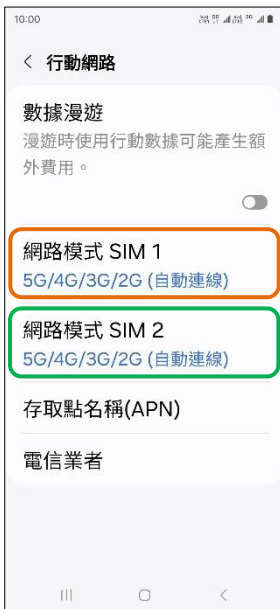 10:00
行動網路
數據漫遊
漫遊時使用行動數據可能產生額
外費用。
網路模式 SIM 1
5G/4G/3G/2G (自動連線)
網路模式 SIM 2
5G/4G/3G/2G (自動連線)
存取點名稱(APN)
電信業者